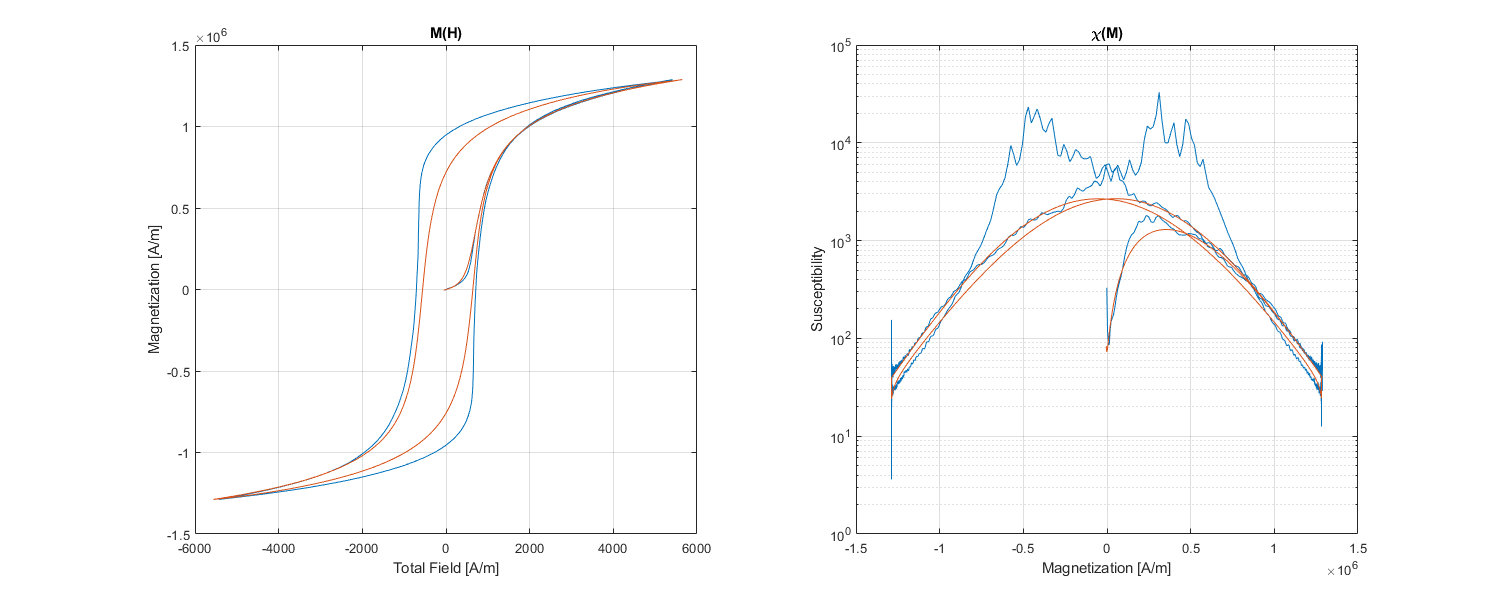 M(H)
×10^6
1.5
1
0.5
0
-0.5
-1
-1.5
-6000 -4000 -2000 0 2000 4000 6000
Total Field [A/m]
Magnetization [A/m]
χ(M)
10^5
10^4
10^3
10^2
10^1
10^0
-1.5 -1 -0.5 0 0.5 1 1.5
×10^6
Magnetization [A/m]
Susceptibility